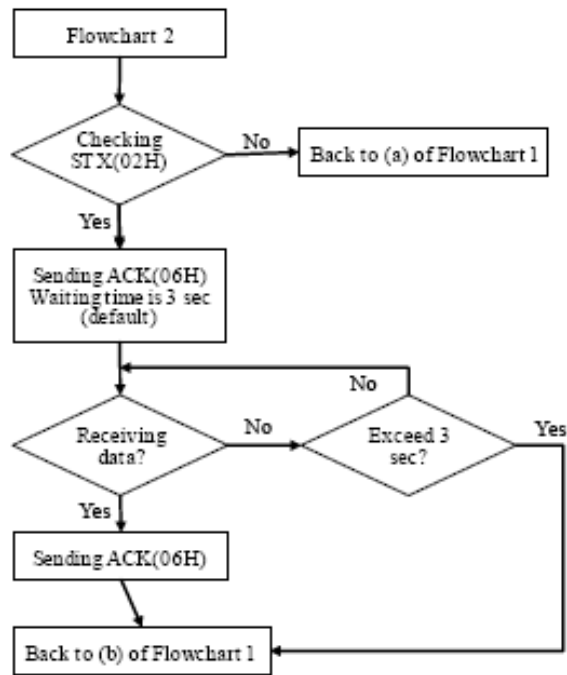 Flowchart 2
Checking
STX(02H)
No
Back to (a) of Flowchart 1
Yes
Sending ACK(06H)
Waiting time is 3 sec
(default)
No
Receiving
data?
No
Exceed 3
sec?
Yes
Yes
Sending ACK(06H)
Back to (b) of Flowchart 1